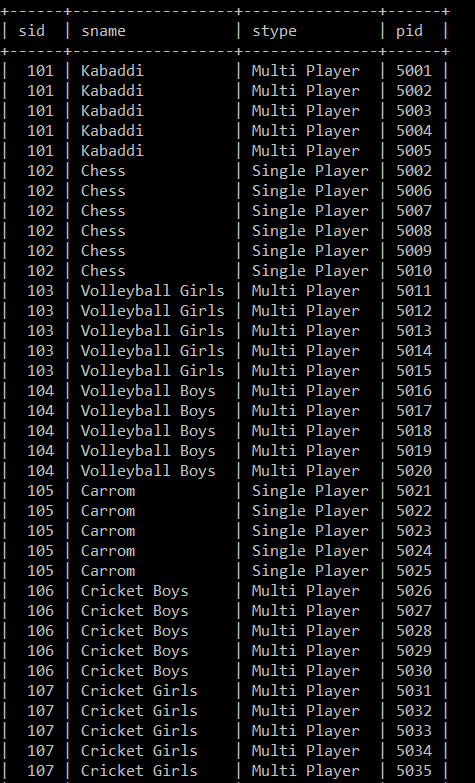 +------+------------------+---------------+------+
| sid | sname | stype | pid |
+------+------------------+---------------+------+
| 101 | Kabaddi | Multi Player | 5001 |
| 101 | Kabaddi | Multi Player | 5002 |
| 101 | Kabaddi | Multi Player | 5003 |
| 101 | Kabaddi | Multi Player | 5004 |
| 101 | Kabaddi | Multi Player | 5005 |
| 102 | Chess | Single Player | 5002 |
| 102 | Chess | Single Player | 5006 |
| 102 | Chess | Single Player | 5007 |
| 102 | Chess | Single Player | 5008 |
| 102 | Chess | Single Player | 5009 |
| 102 | Chess | Single Player | 5010 |
| 103 | Volleyball Girls | Multi Player | 5011 |
| 103 | Volleyball Girls | Multi Player | 5012 |
| 103 | Volleyball Girls | Multi Player | 5013 |
| 103 | Volleyball Girls | Multi Player | 5014 |
| 103 | Volleyball Girls | Multi Player | 5015 |
| 104 | Volleyball Boys | Multi Player | 5016 |
| 104 | Volleyball Boys | Multi Player | 5017 |
| 104 | Volleyball Boys | Multi Player | 5018 |
| 104 | Volleyball Boys | Multi Player | 5019 |
| 104 | Volleyball Boys | Multi Player | 5020 |
| 105 | Carrom | Single Player | 5021 |
| 105 | Carrom | Single Player | 5022 |
| 105 | Carrom | Single Player | 5023 |
| 105 | Carrom | Single Player | 5024 |
| 105 | Carrom | Single Player | 5025 |
| 106 | Cricket Boys | Multi Player | 5026 |
| 106 | Cricket Boys | Multi Player | 5027 |
| 106 | Cricket Boys | Multi Player | 5028 |
| 106 | Cricket Boys | Multi Player | 5029 |
| 106 | Cricket Boys | Multi Player | 5030 |
| 107 | Cricket Girls | Multi Player | 5031 |
| 107 | Cricket Girls | Multi Player | 5032 |
| 107 | Cricket Girls | Multi Player | 5033 |
| 107 | Cricket Girls | Multi Player | 5034 |
| 107 | Cricket Girls | Multi Player | 5035 |